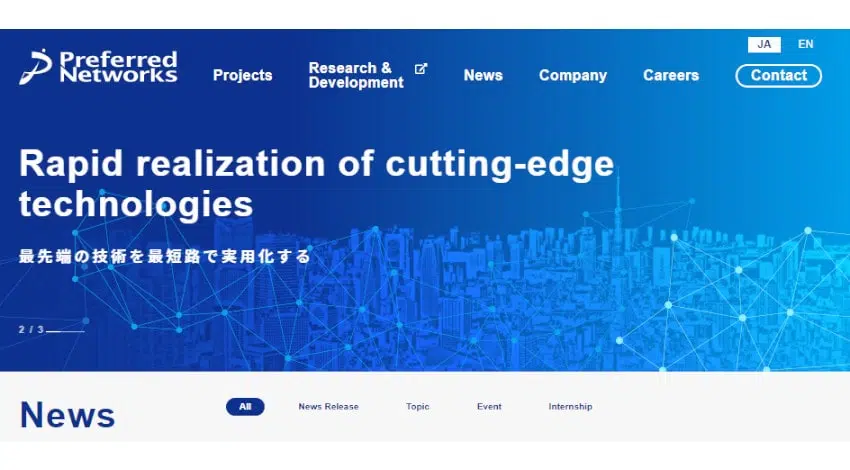 JA EN
Preferred
Networks
Projects
Research &
Development
News
Company
Careers
Contact
Rapid realization of cutting-edge
technologies
最先端の技術を最短路で実用化する
2 / 3
News
All
News Release
Topic
Event
Internship